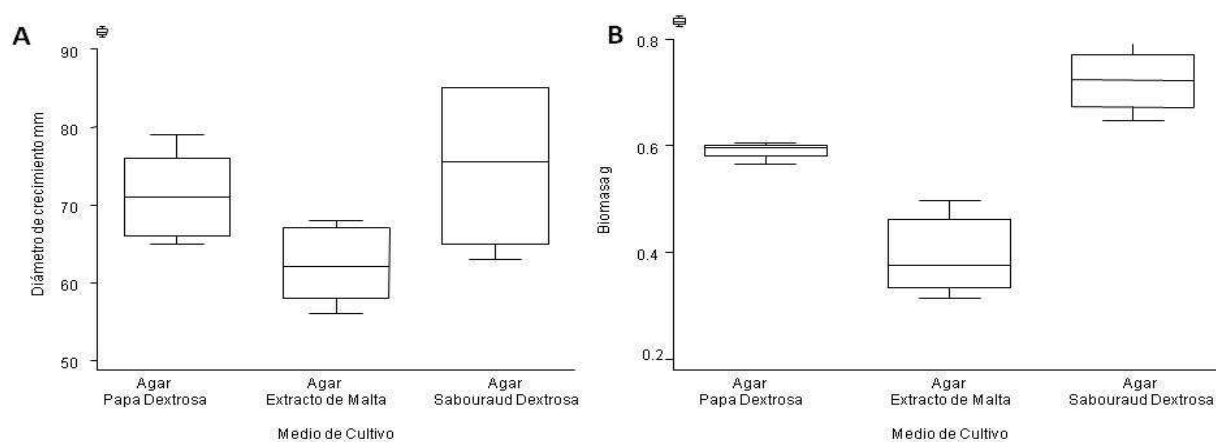 A
90
80
70
60
50
Diámetro de crecimiento mm
Agar
Papa Dextrosa
Agar
Extracto de Malta
Agar
Sabouraud Dextrosa
Medio de Cultivo
B
0.8
0.6
0.4
0.2
Biomasa g
Agar
Papa Dextrosa
Agar
Extracto de Malta
Agar
Sabouraud Dextrosa
Medio de Cultivo